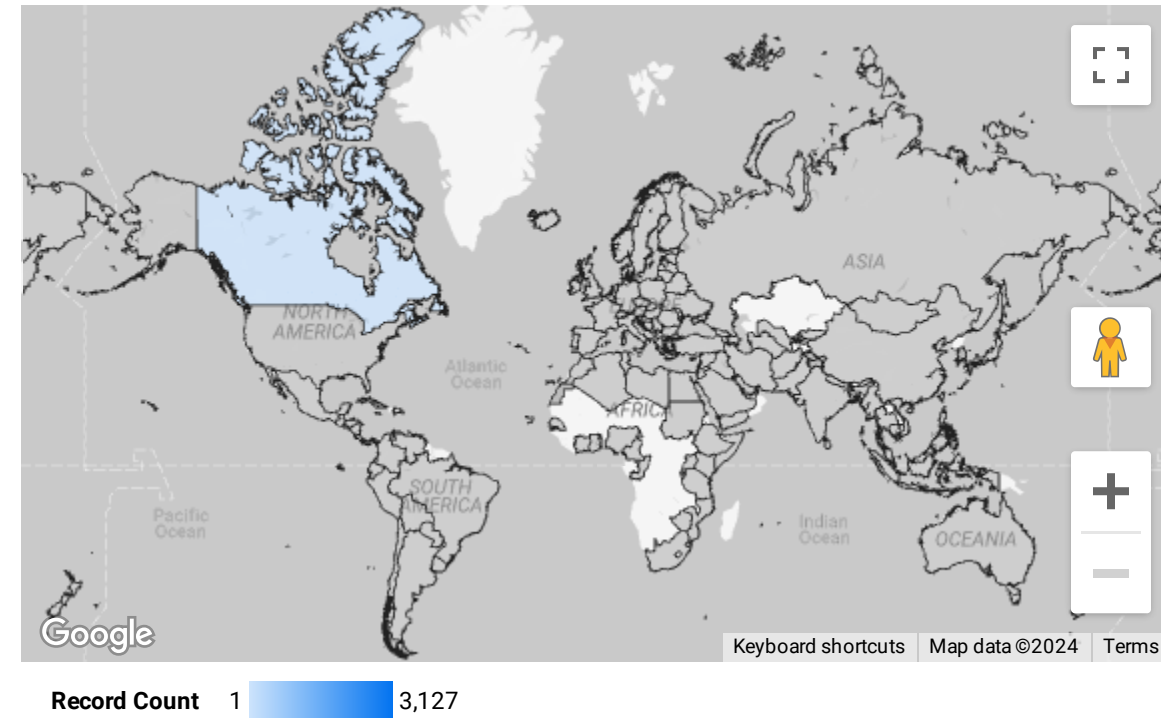 ASIA
NORTH
AMERICA
EUROPE
Atlantic
Ocean
AFRICA
SOUTH
AMERICA
Pacific
Ocean
Indian
Ocean
OCEANIA
Google
Keyboard shortcuts
Map data ©2024
Terms
Record Count 1 3,127